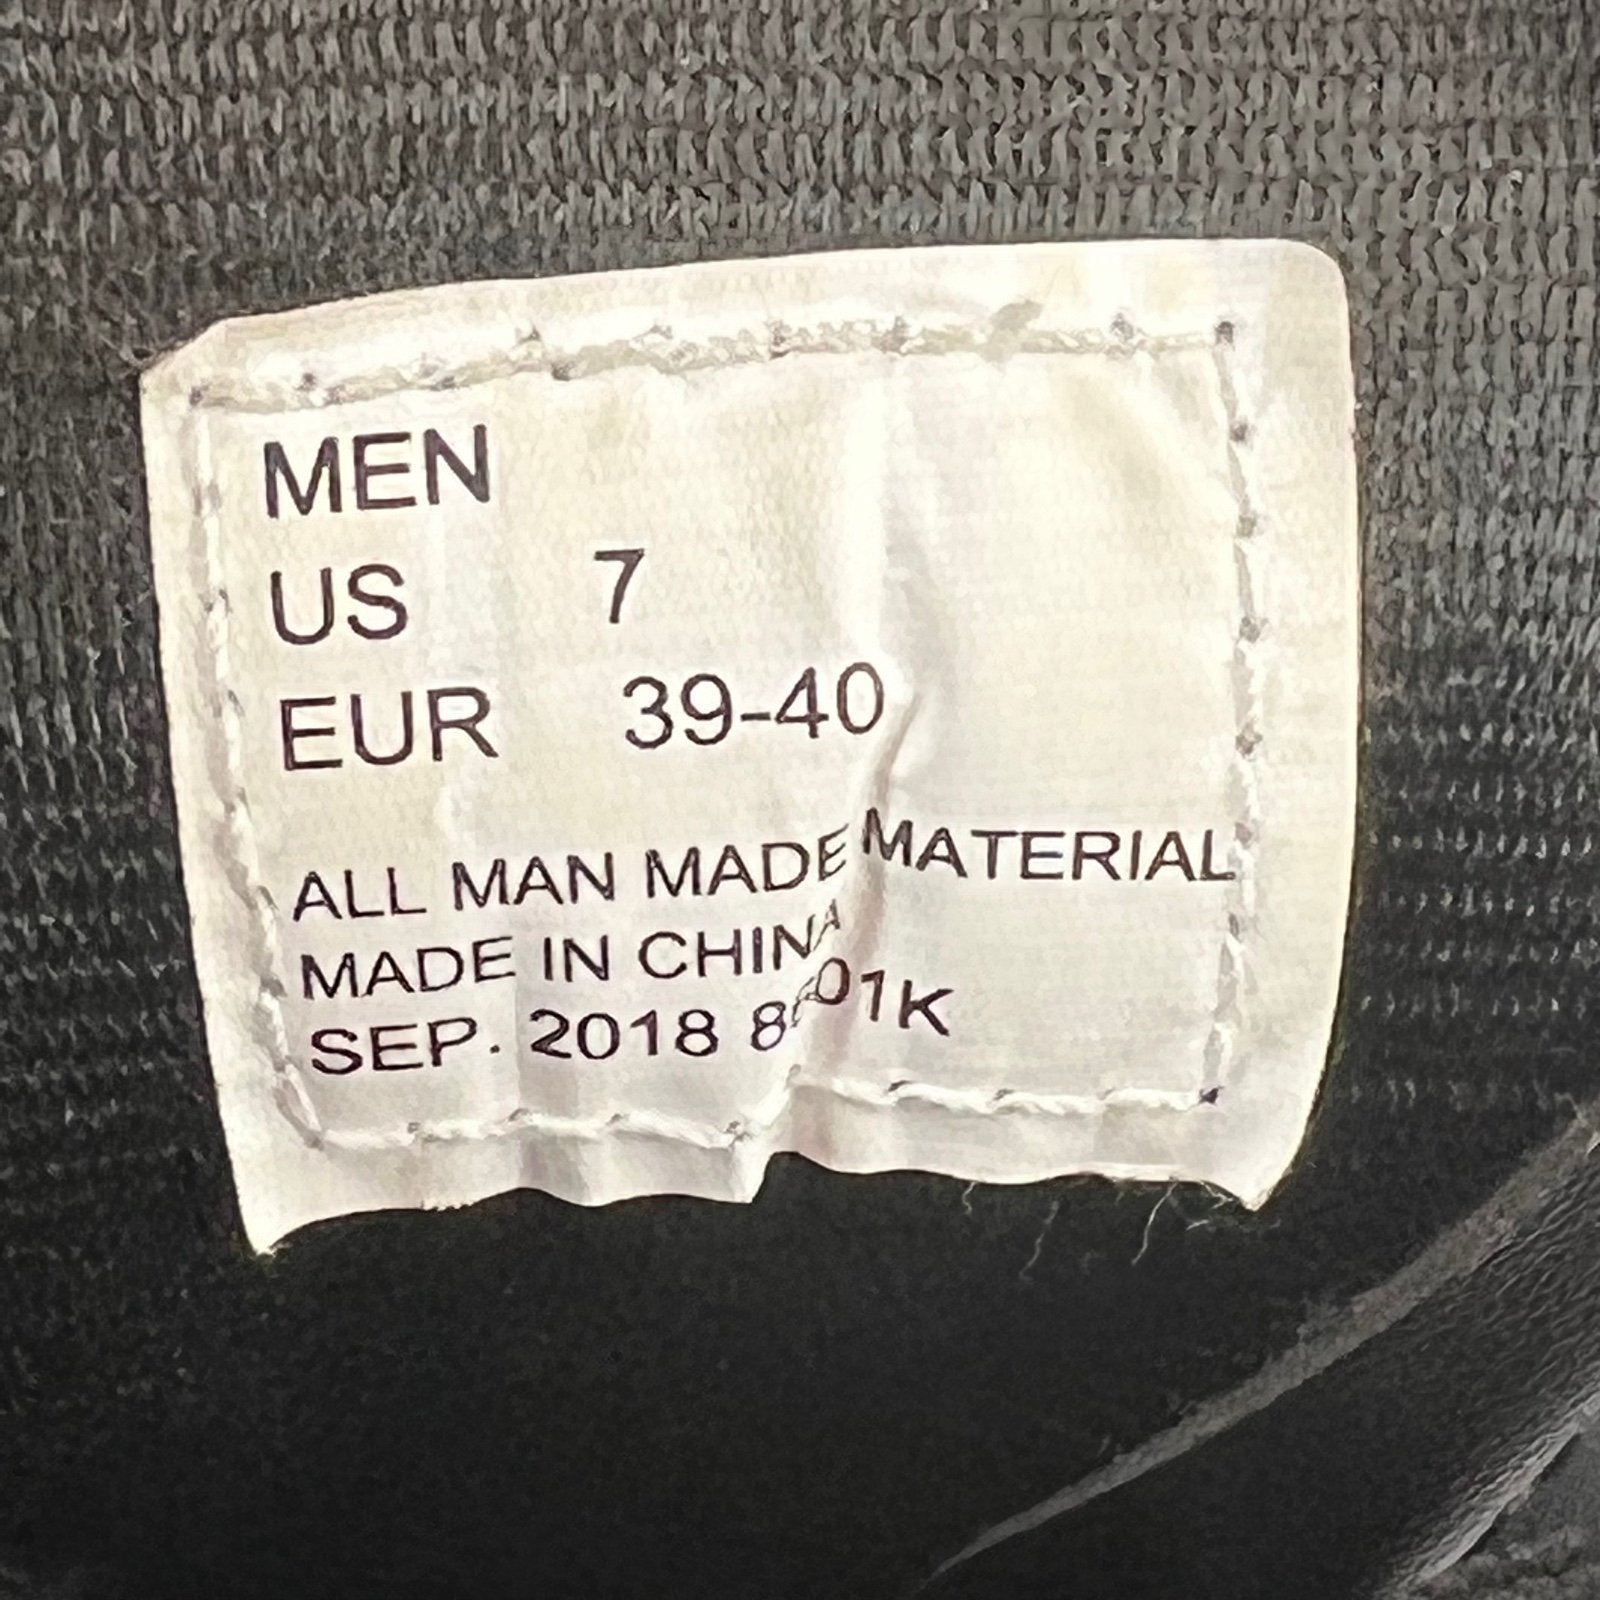 MEN
US 7
EUR 39-40
ALL MAN MADE MATERIAL
MADE IN CHINA
SEP. 2018